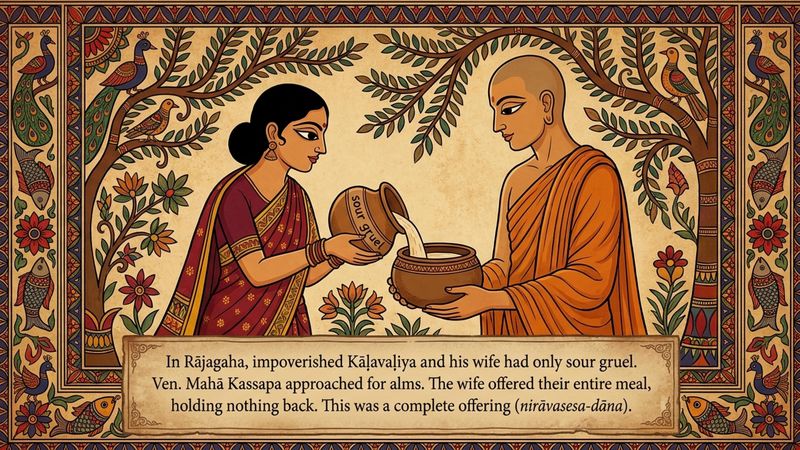 sour gruel
In Rājagaha, impoverished Kāḷavaḷiya and his wife had only sour gruel.
Ven. Mahā Kassapa approached for alms. The wife offered their entire meal,
holding nothing back. This was a complete offering (nirāvasesa-dāna).